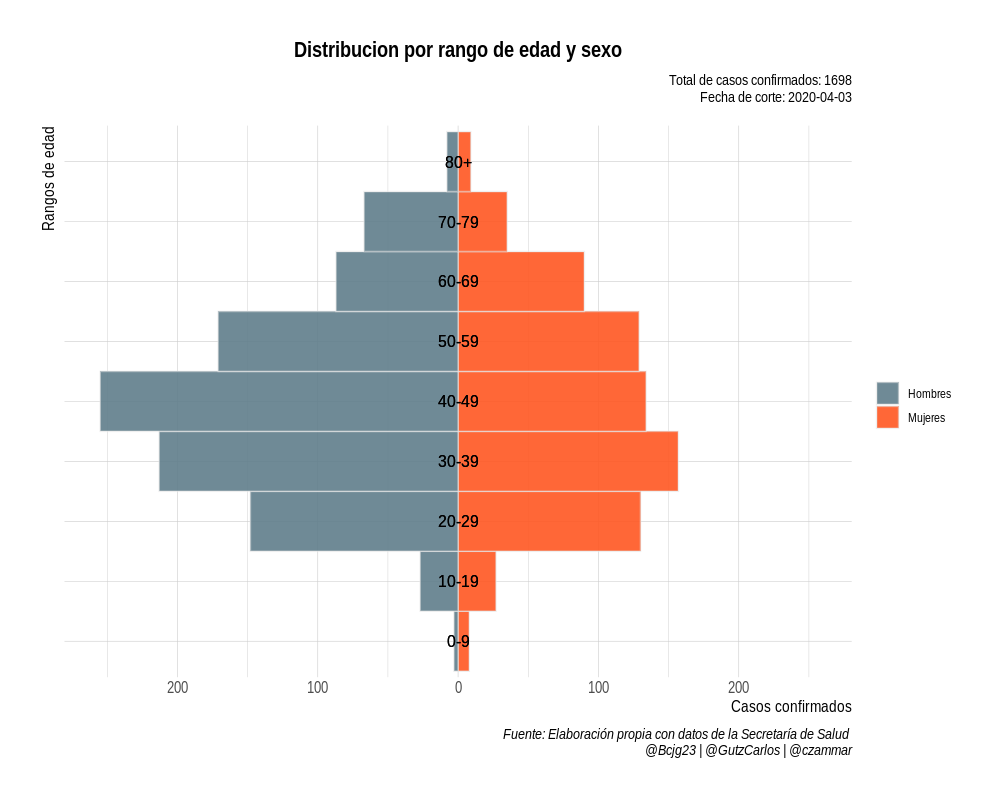 Distribucion por rango de edad y sexo
Total de casos confirmados: 1698
Fecha de corte: 2020-04-03
Rangos de edad
80+
70-79
60-69
50-59
40-49
30-39
20-29
10-19
0-9
Hombres
Mujeres
200 100 0 100 200
Casos confirmados
Fuente: Elaboración propia con datos de la Secretaría de Salud
@Bcjg23 | @GutzCarlos | @czammar